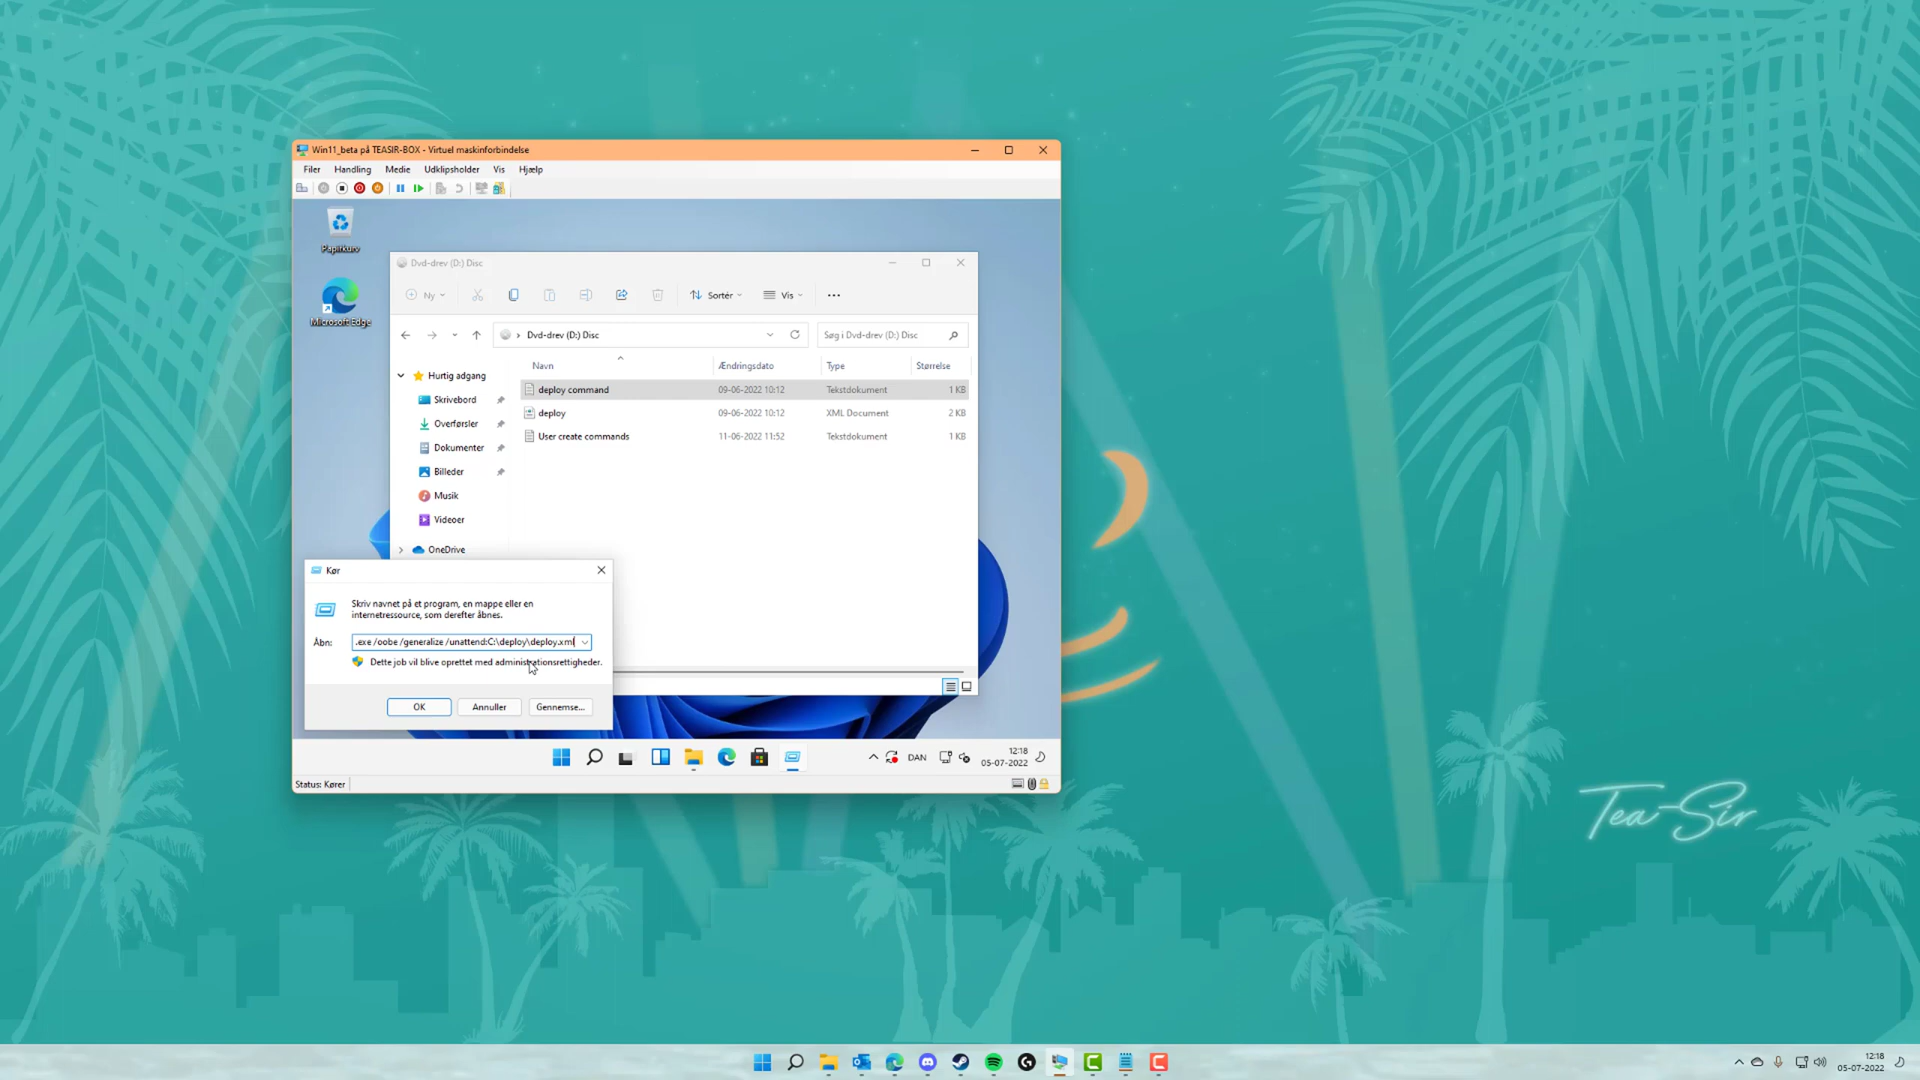 Win11_beta på TEASIR-BOX - Virtuel maskinforbindelse
Filer Handling Medie Udklipsholder Vis Hjælp
Papirkurv
Microsoft Edge
Dvd-drev (D:) Disc
Ny Sortér Vis
Dvd-drev (D:) Disc
Søg i Dvd-drev (D:) Disc
Navn Ændringsdato Type Størrelse
Hurtig adgang
Skrivebord
Overførsler
Dokumenter
Billeder
Musik
Videoer
OneDrive
deploy command 09-06-2022 10:12 Tekstdokument 1 KB
deploy 09-06-2022 10:12 XML Document 2 KB
User create commands 11-06-2022 11:52 Tekstdokument 1 KB
Kør
Skriv navnet på et program, en mappe eller en
internetressource, som derefter åbnes.
Åbn: .exe /oobe /generalize /unattend:C:\deploy\deploy.xml
Dette job vil blive oprettet med administrationsrettigheder.
OK Annuller Gennemse...
DAN
12:18
05-07-2022
Status: Kører
Tea-Sir
12:18
05-07-2022